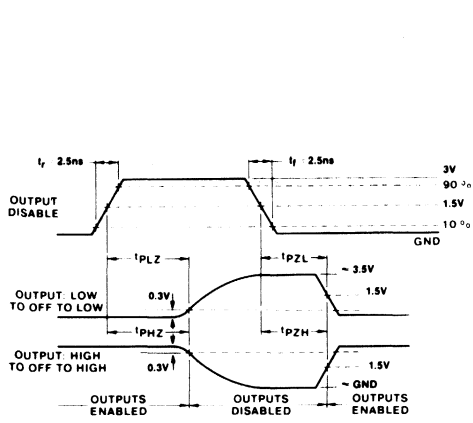 tr : 2.5ns
tf : 2.5ns
3V
90 %
1.5V
10 %
GND
OUTPUT
DISABLE
tPLZ
tPZL
~ 3.5V
0.3V
1.5V
OUTPUT: LOW
TO OFF TO LOW
tPHZ
tPZH
OUTPUT: HIGH
TO OFF TO HIGH
0.3V
1.5V
~ GND
OUTPUTS
ENABLED
OUTPUTS
DISABLED
OUTPUTS
ENABLED